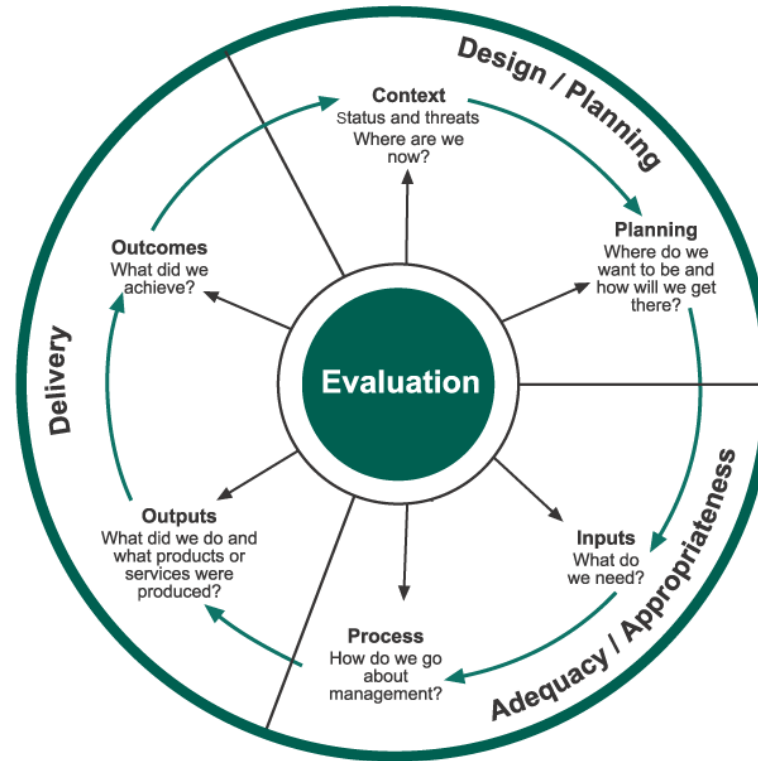 Design / Planning
Context
Status and threats
Where are we
now?
Planning
Where do we
want to be and
how will we get
there?
Outcomes
What did we
achieve?
Delivery
Evaluation
Outputs
What did we do and
what products or
services were
produced?
Inputs
What do
we need?
Process
How do we go
about
management?
Adequacy / Appropriateness